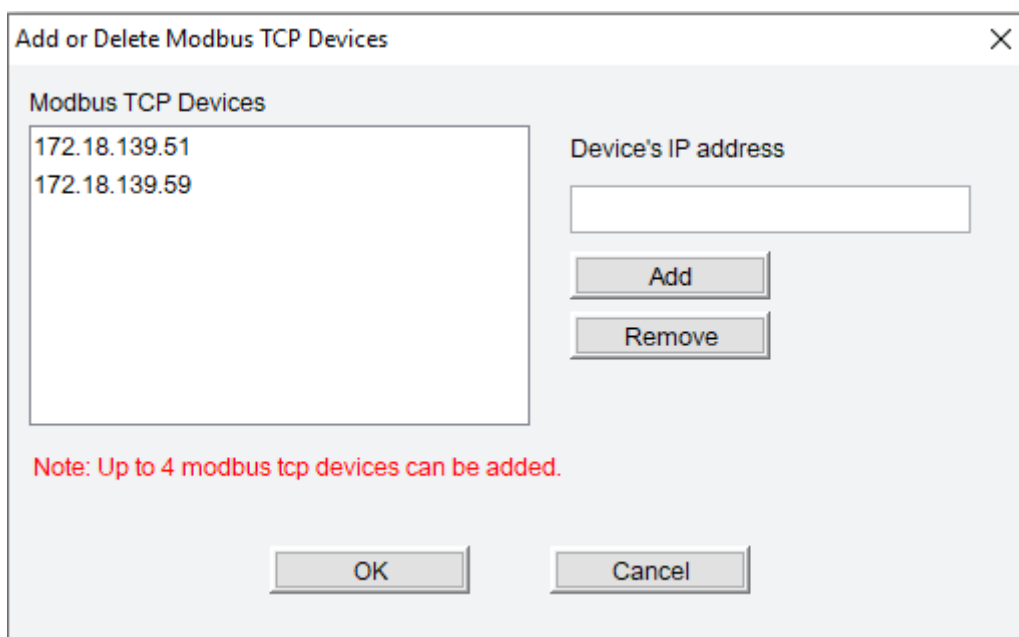 Add or Delete Modbus TCP Devices
Modbus TCP Devices
172.18.139.51
172.18.139.59
Device's IP address
Add
Remove
Note: Up to 4 modbus tcp devices can be added.
OK
Cancel